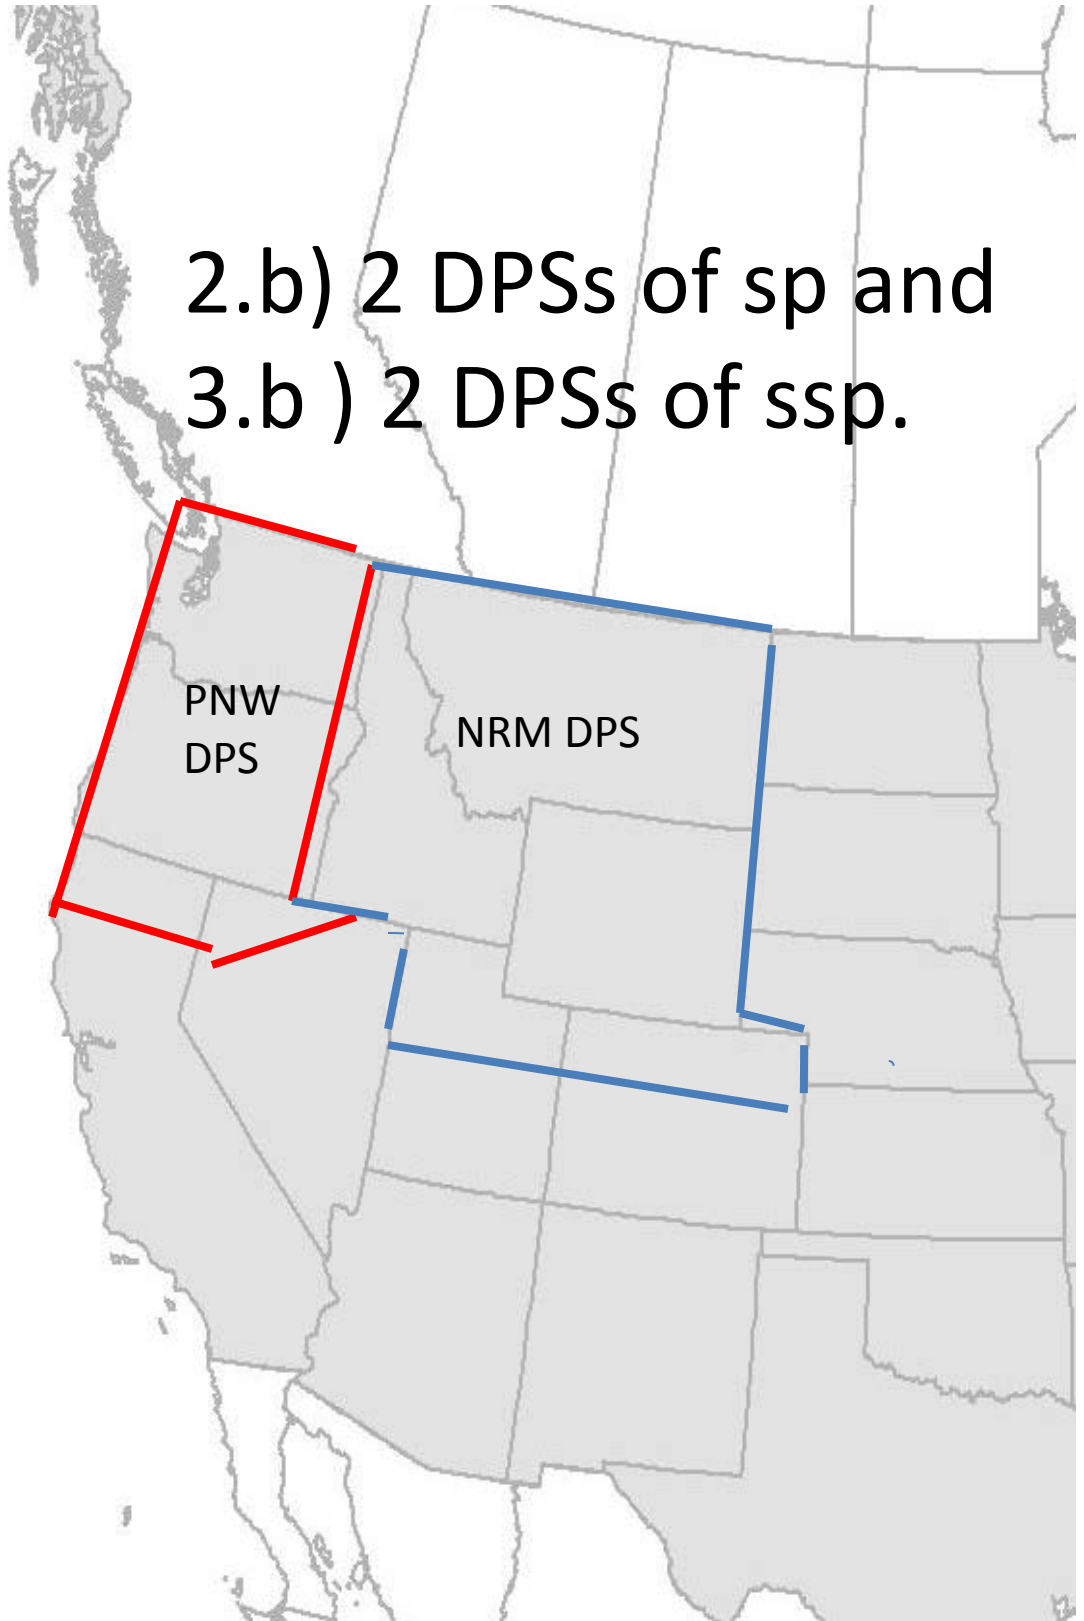 2.b) 2 DPSs of sp and
3.b ) 2 DPSs of ssp.
PNW
DPS
NRM DPS